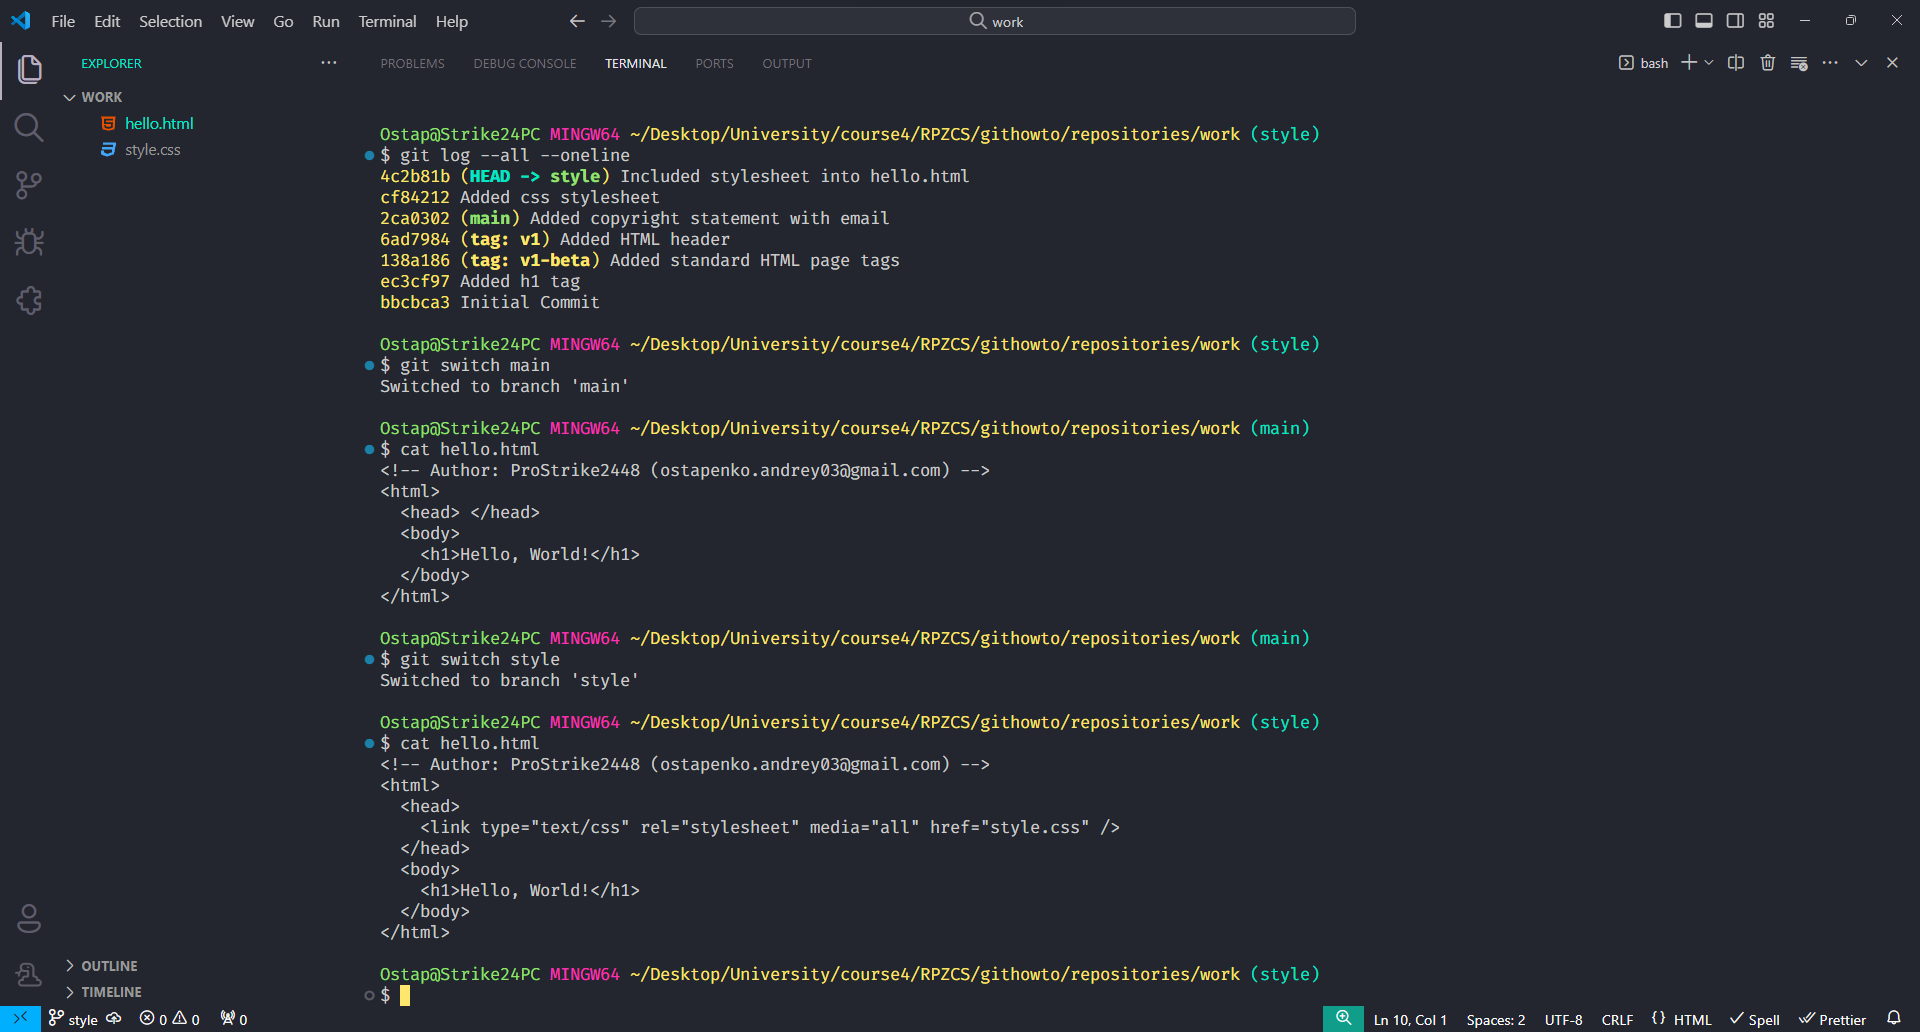 File Edit Selection View Go Run Terminal Help
work
EXPLORER
WORK
hello.html
style.css
PROBLEMS DEBUG CONSOLE TERMINAL PORTS OUTPUT
bash
Ostap@Strike24PC MINGW64 ~/Desktop/University/course4/RPZCS/githowto/repositories/work (style)
$ git log --all --oneline
4c2b81b (HEAD -> style) Included stylesheet into hello.html
cf84212 Added css stylesheet
2ca0302 (main) Added copyright statement with email
6ad7984 (tag: v1) Added HTML header
138a186 (tag: v1-beta) Added standard HTML page tags
ec3cf97 Added h1 tag
bbcbca3 Initial Commit
Ostap@Strike24PC MINGW64 ~/Desktop/University/course4/RPZCS/githowto/repositories/work (style)
$ git switch main
Switched to branch 'main'
Ostap@Strike24PC MINGW64 ~/Desktop/University/course4/RPZCS/githowto/repositories/work (main)
$ cat hello.html
<!-- Author: ProStrike2448 (ostapenko.andrey03@gmail.com) -->
<html>
  <head> </head>
  <body>
    <h1>Hello, World!</h1>
  </body>
</html>
Ostap@Strike24PC MINGW64 ~/Desktop/University/course4/RPZCS/githowto/repositories/work (main)
$ git switch style
Switched to branch 'style'
Ostap@Strike24PC MINGW64 ~/Desktop/University/course4/RPZCS/githowto/repositories/work (style)
$ cat hello.html
<!-- Author: ProStrike2448 (ostapenko.andrey03@gmail.com) -->
<html>
  <head>
    <link type="text/css" rel="stylesheet" media="all" href="style.css" />
  </head>
  <body>
    <h1>Hello, World!</h1>
  </body>
</html>
Ostap@Strike24PC MINGW64 ~/Desktop/University/course4/RPZCS/githowto/repositories/work (style)
$
OUTLINE
TIMELINE
style 0 0 0 Ln 10, Col 1 Spaces: 2 UTF-8 CRLF {} HTML Spell Prettier